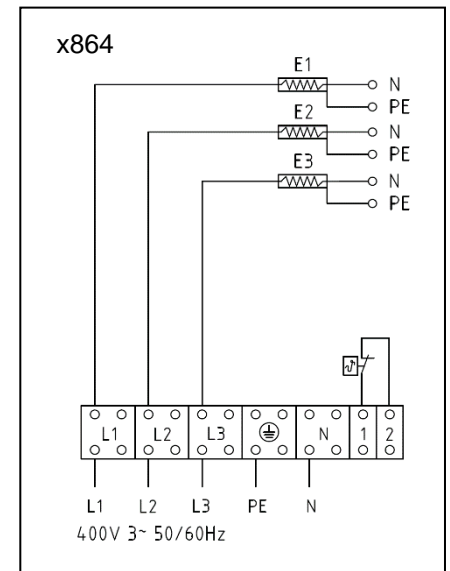 x864
E1
N
PE
E2
N
PE
E3
N
PE
L1 L2 L3 N 1 2
L1 L2 L3 PE N
400V 3~ 50/60Hz